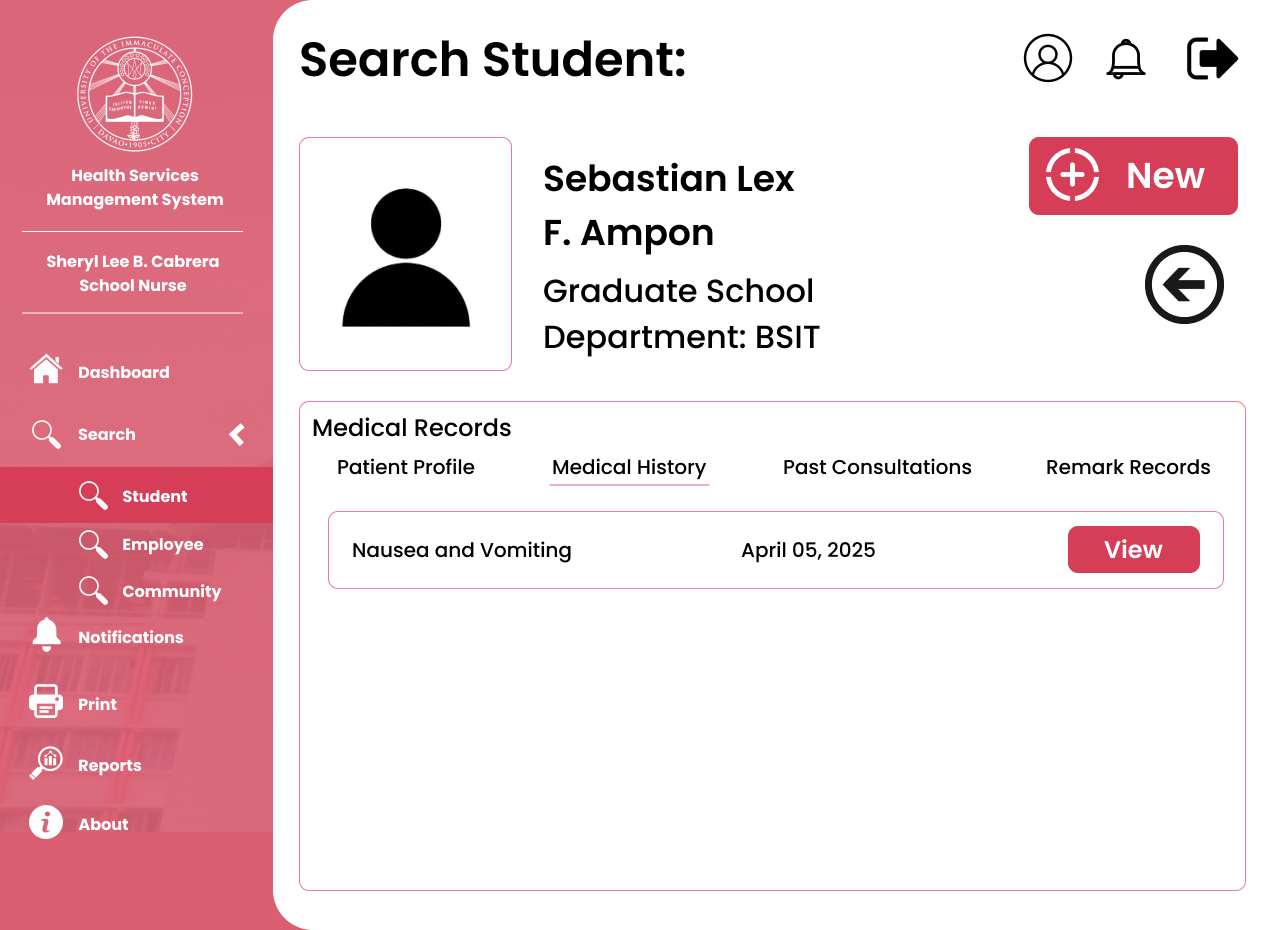 UNIVERSITY OF THE IMMACULATE CONCEPTION
DAVAO • 1905 • CITY
Health Services
Management System
Sheryl Lee B. Cabrera
School Nurse
Dashboard
Search
Student
Employee
Community
Notifications
Print
Reports
About
Search Student:
Sebastian Lex
F. Ampon
Graduate School
Department: BSIT
New
Medical Records
Patient Profile Medical History Past Consultations Remark Records
Nausea and Vomiting April 05, 2025 View